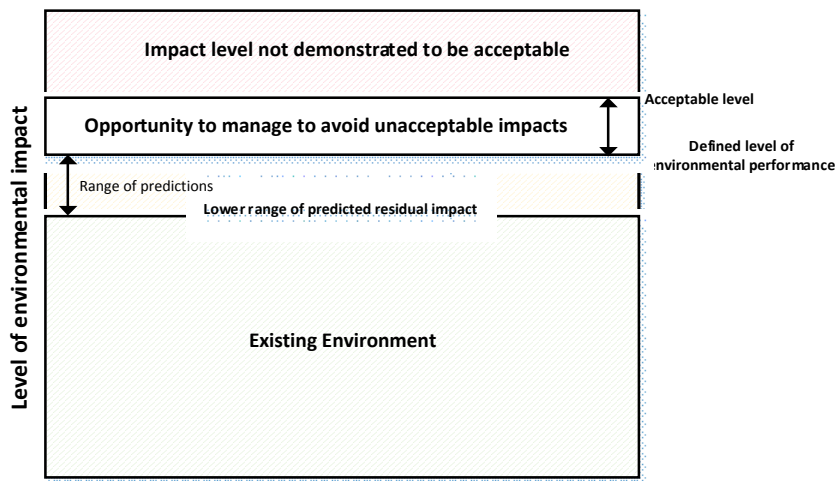 Impact level not demonstrated to be acceptable
Acceptable level
Opportunity to manage to avoid unacceptable impacts
Defined level of
environmental performance
Range of predictions
Lower range of predicted residual impact
Level of environmental impact
Existing Environment